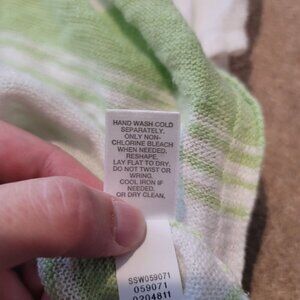 HAND WASH COLD
SEPARATELY.
ONLY NON-
CHLORINE BLEACH
WHEN NEEDED.
RESHAPE.
LAY FLAT TO DRY.
DO NOT TWIST OR
WRING.
COOL IRON IF
NEEDED.
OR DRY CLEAN.
SSW059071
059071
0204811